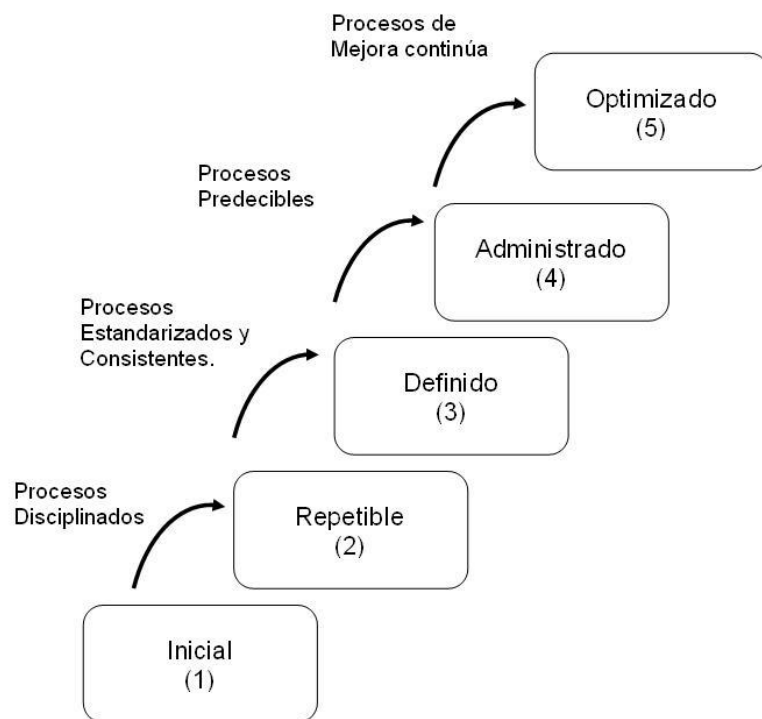 Procesos de
Mejora continúa
Optimizado
(5)
Procesos
Predecibles
Administrado
(4)
Procesos
Estandarizados y
Consistentes.
Definido
(3)
Procesos
Disciplinados
Repetible
(2)
Inicial
(1)